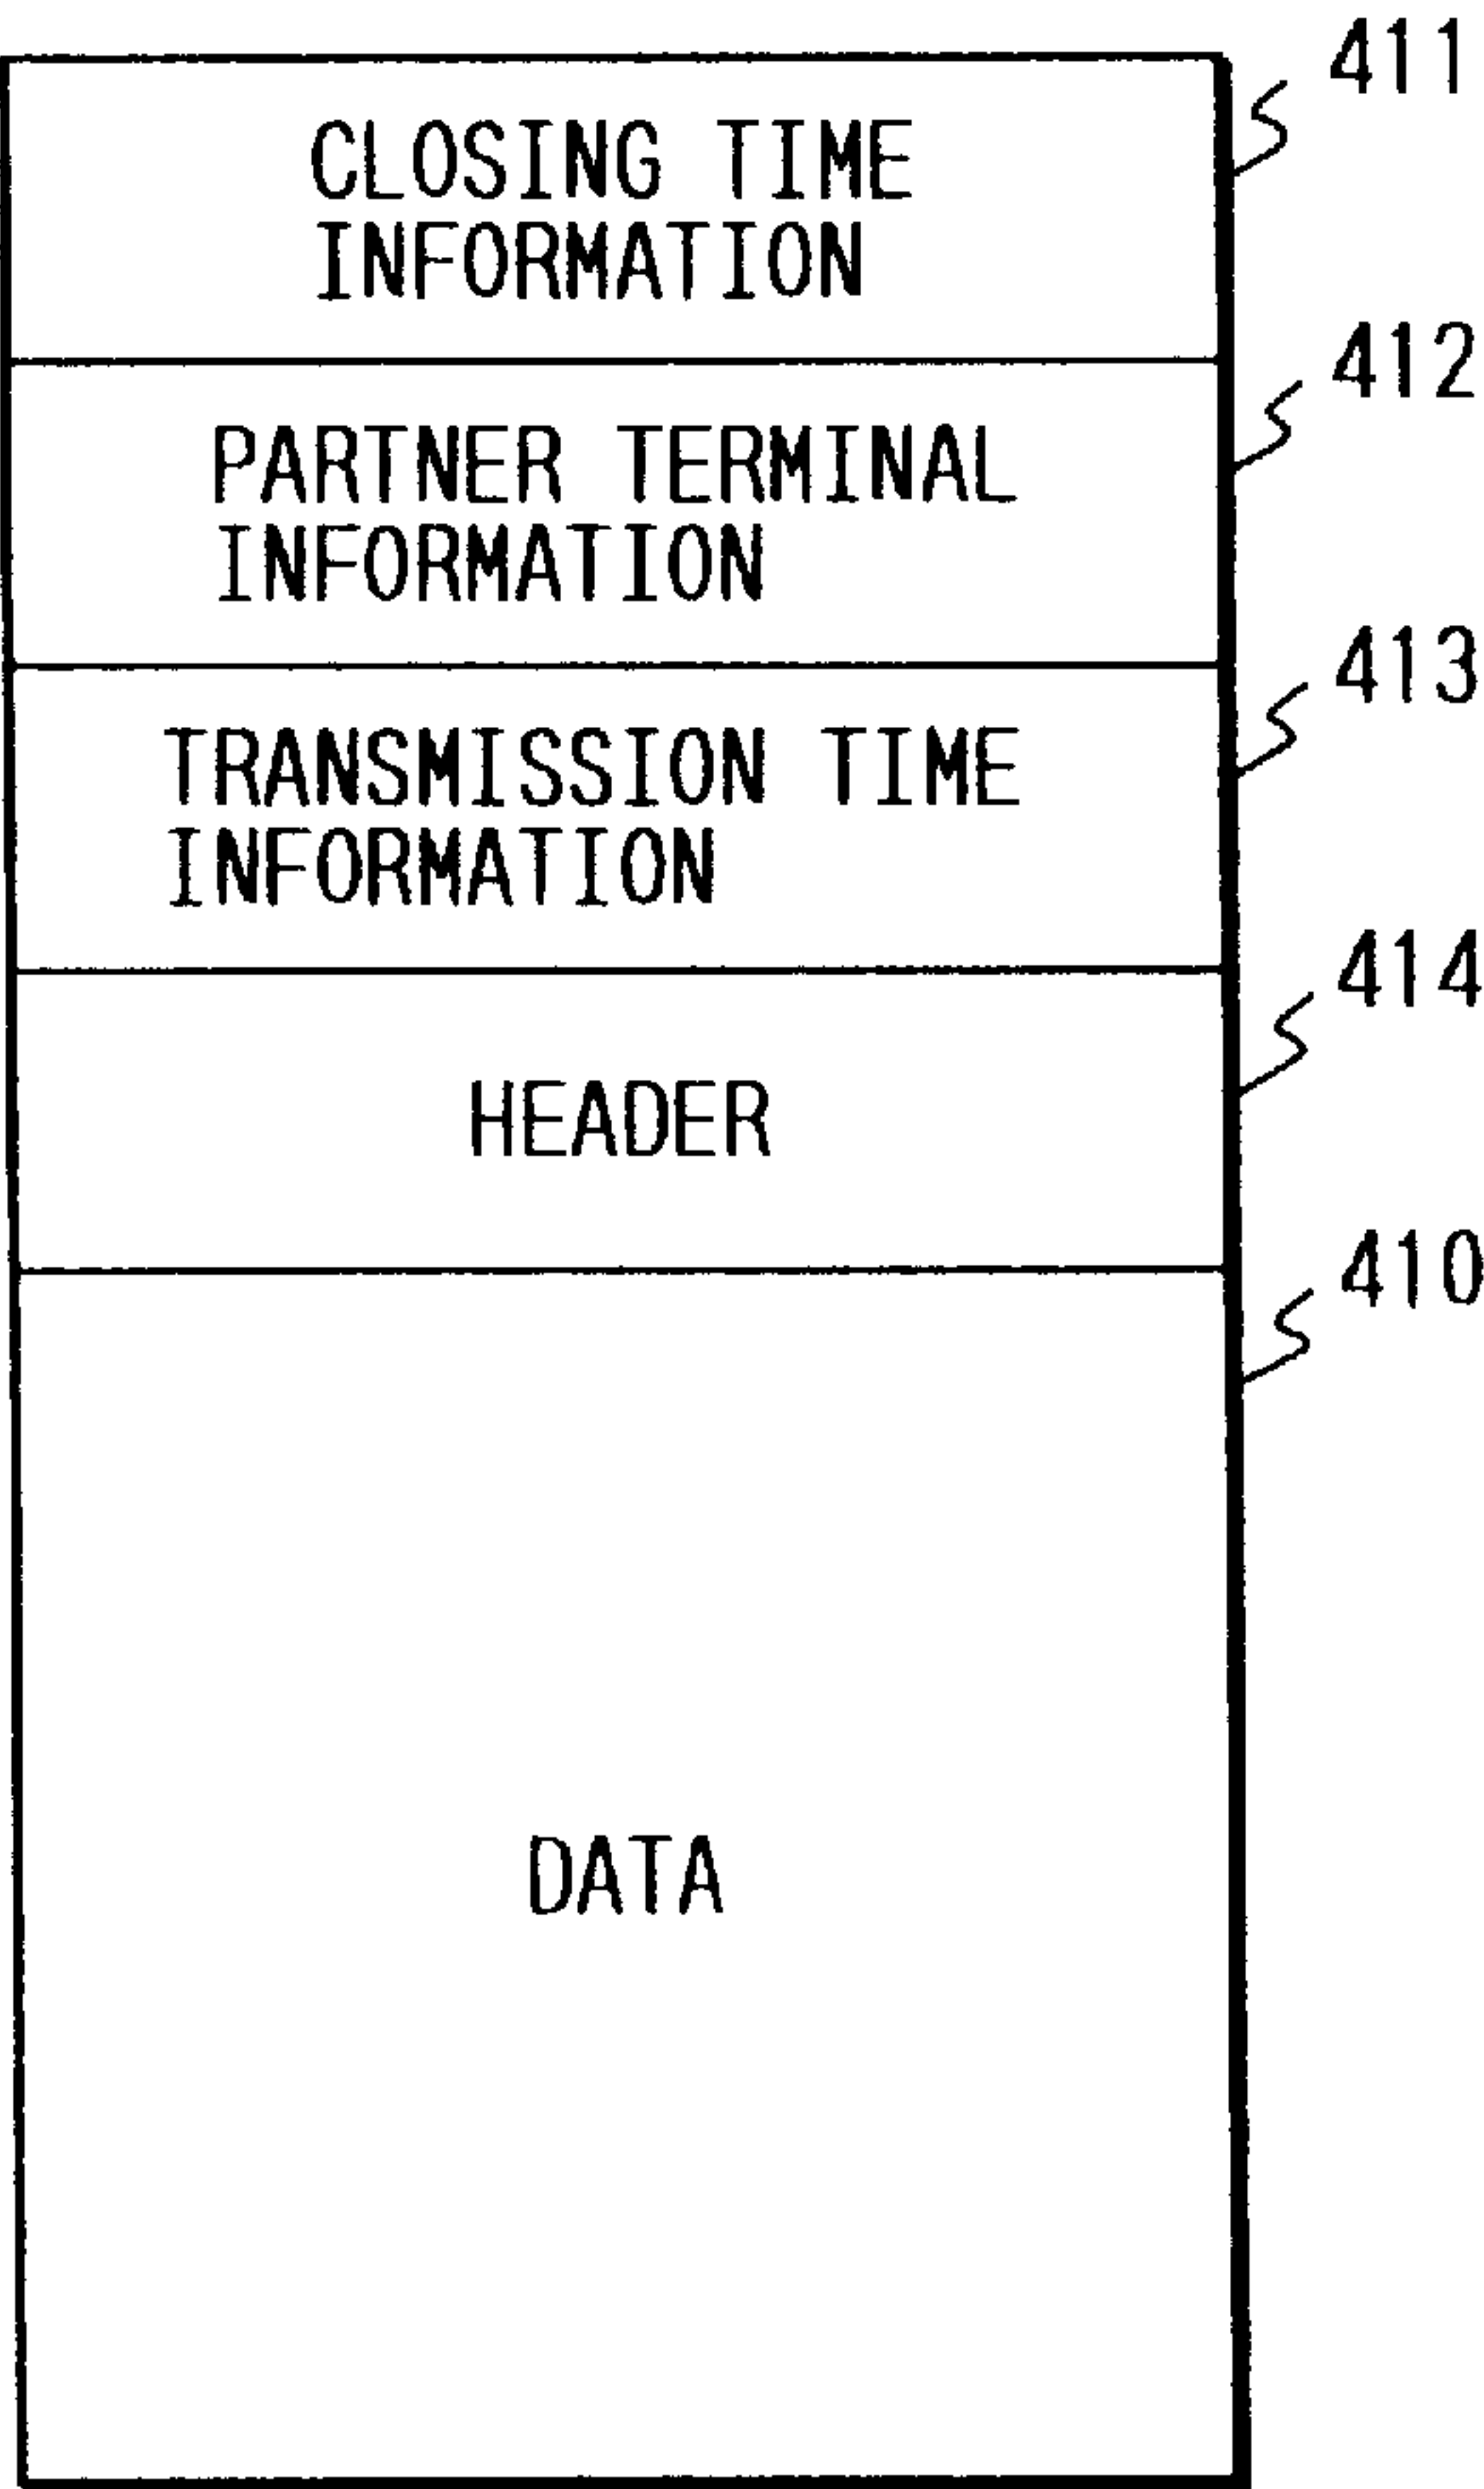 411
CLOSING TIME
INFORMATION
412
PARTNER TERMINAL
INFORMATION
413
TRANSMISSION TIME
INFORMATION
414
HEADER
410
DATA